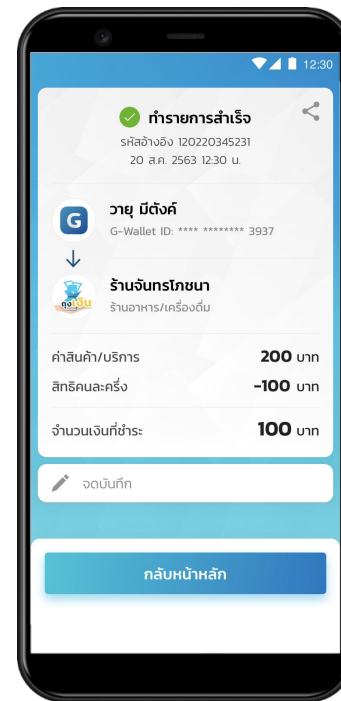 12:30
ทำรายการสำเร็จ
รหัสอ้างอิง 120220345231
20 ส.ค. 2563 12:30 น.
G
วายุ มีตังค์
G-Wallet ID: **** ******** 3937
ถุงเงิน
ร้านจันทรโภชนา
ร้านอาหาร/เครื่องดื่ม
ค่าสินค้า/บริการ 200 บาท
สิทธิคนละครึ่ง -100 บาท
จำนวนเงินที่ชำระ 100 บาท
จดบันทึก
กลับหน้าหลัก